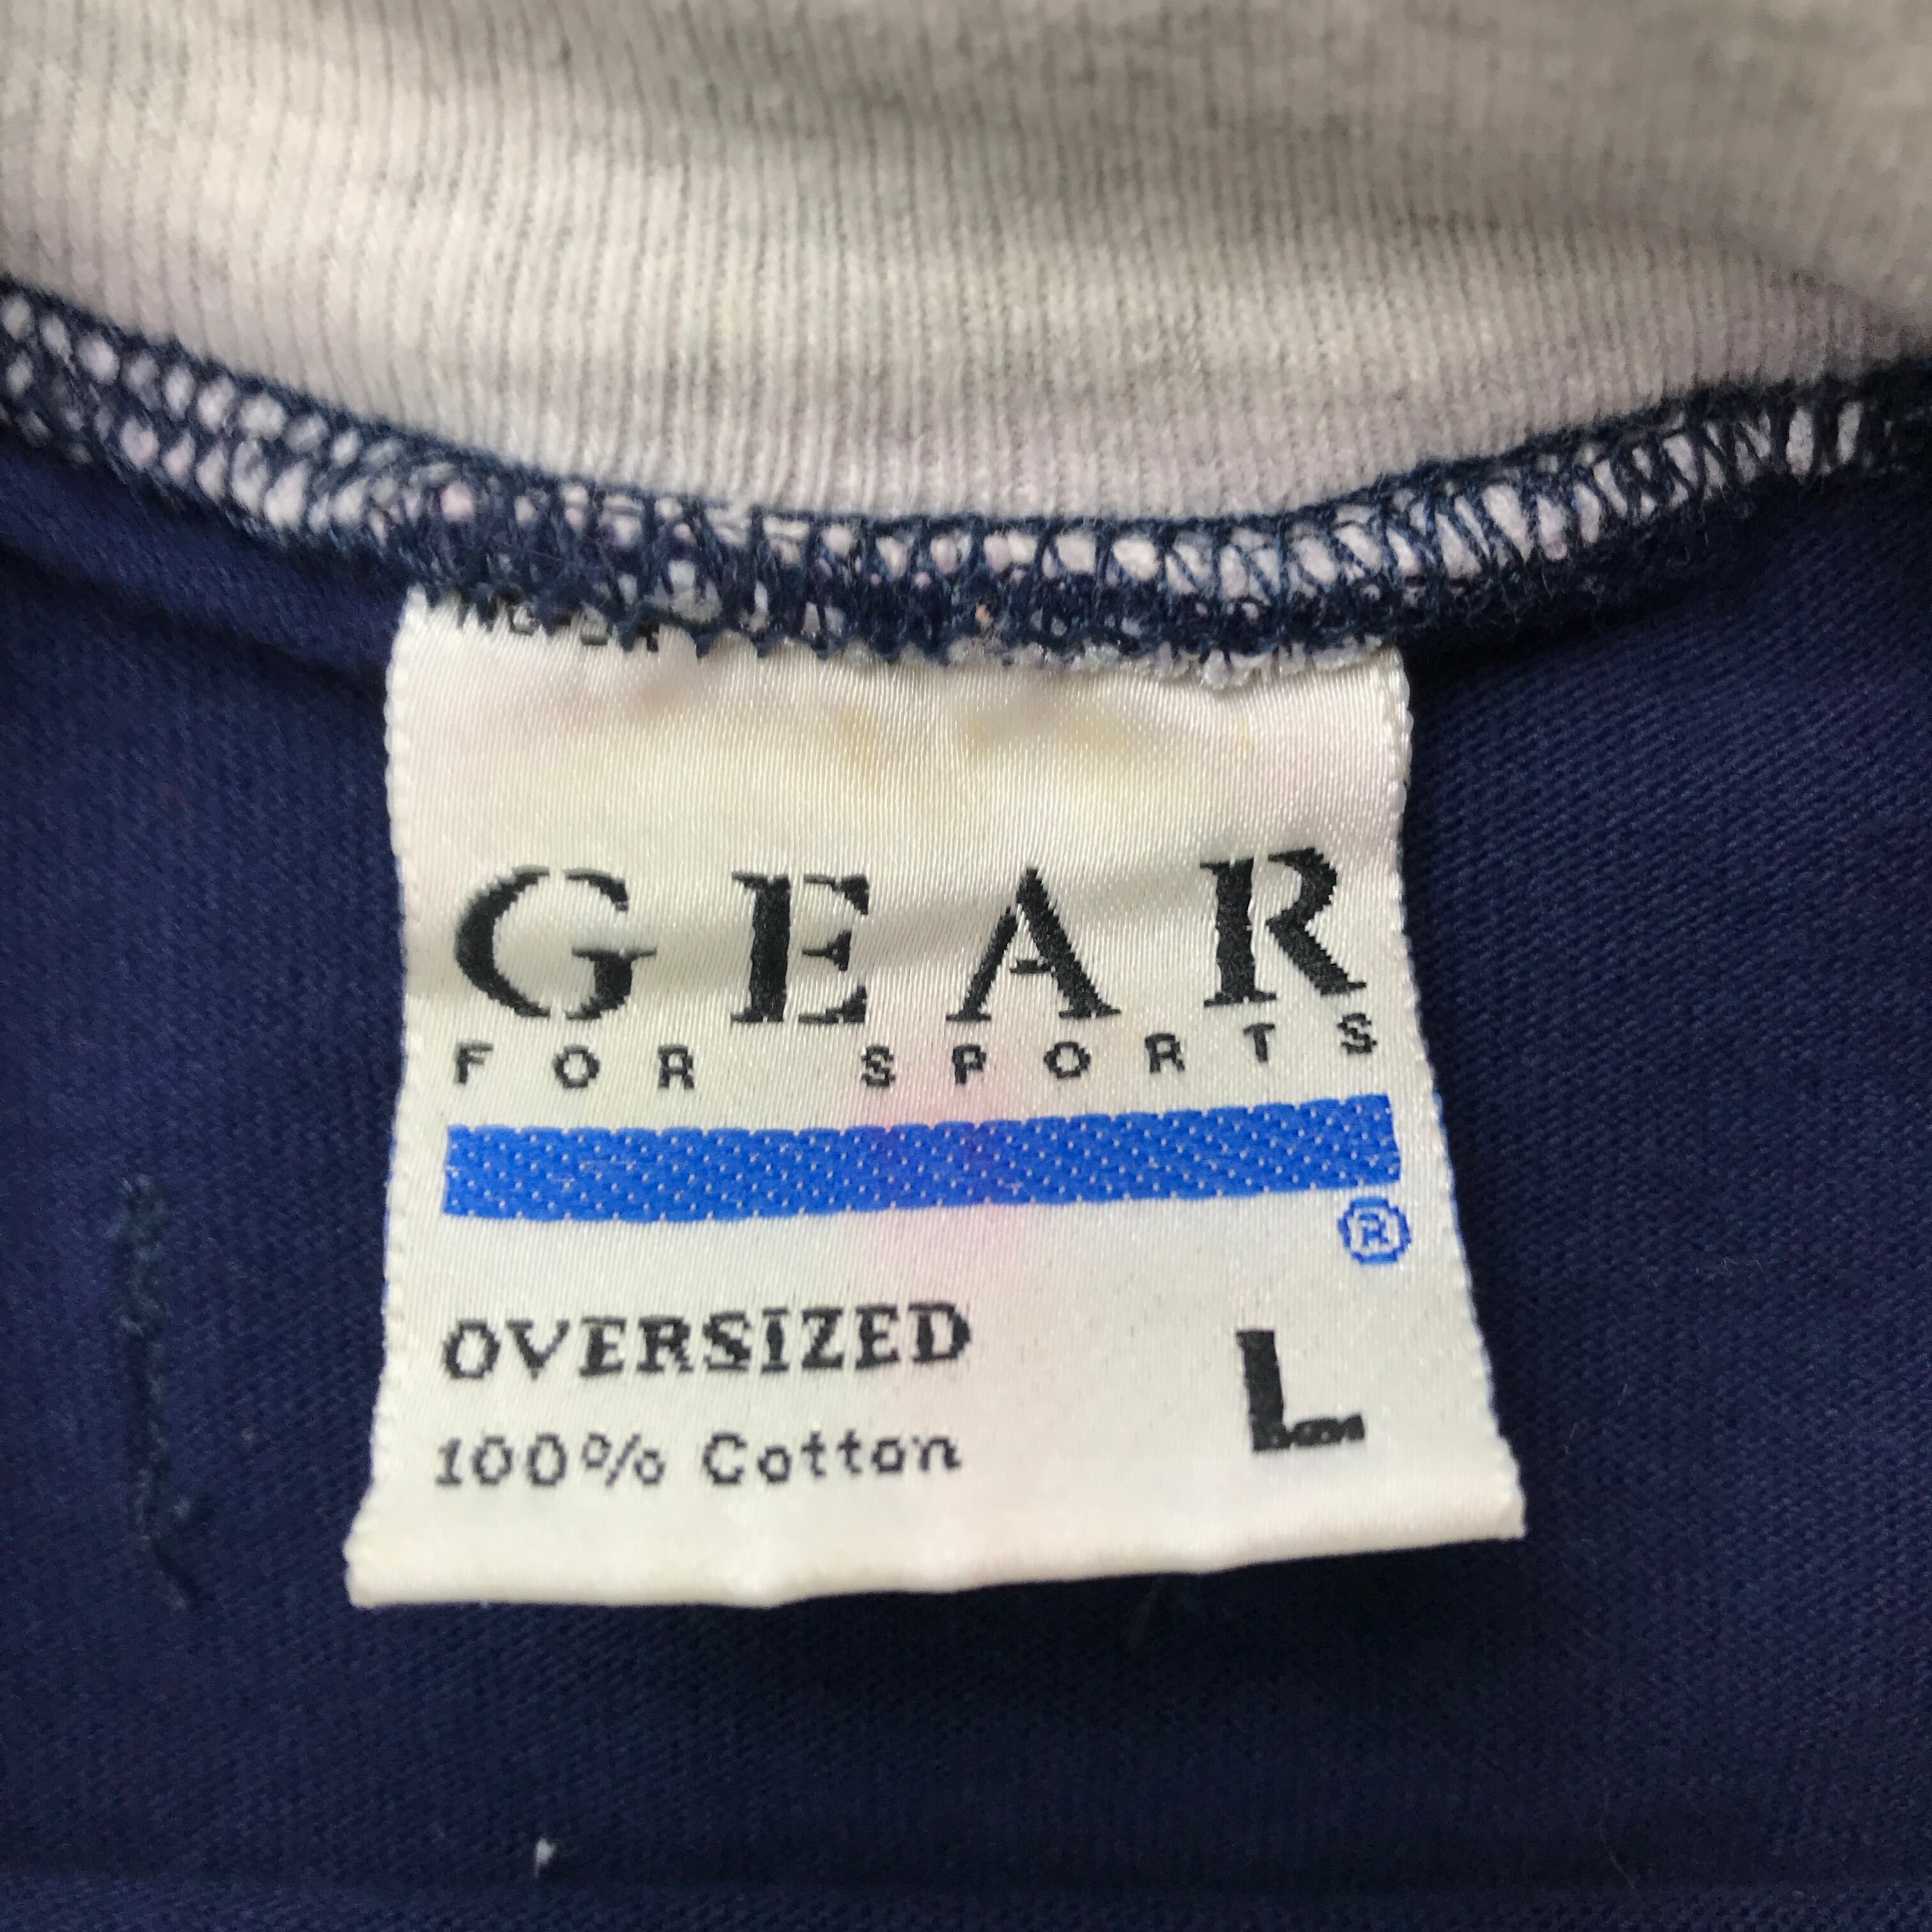 GEAR
FOR SPORTS
®
OVERSIZED
L
100% Cotton